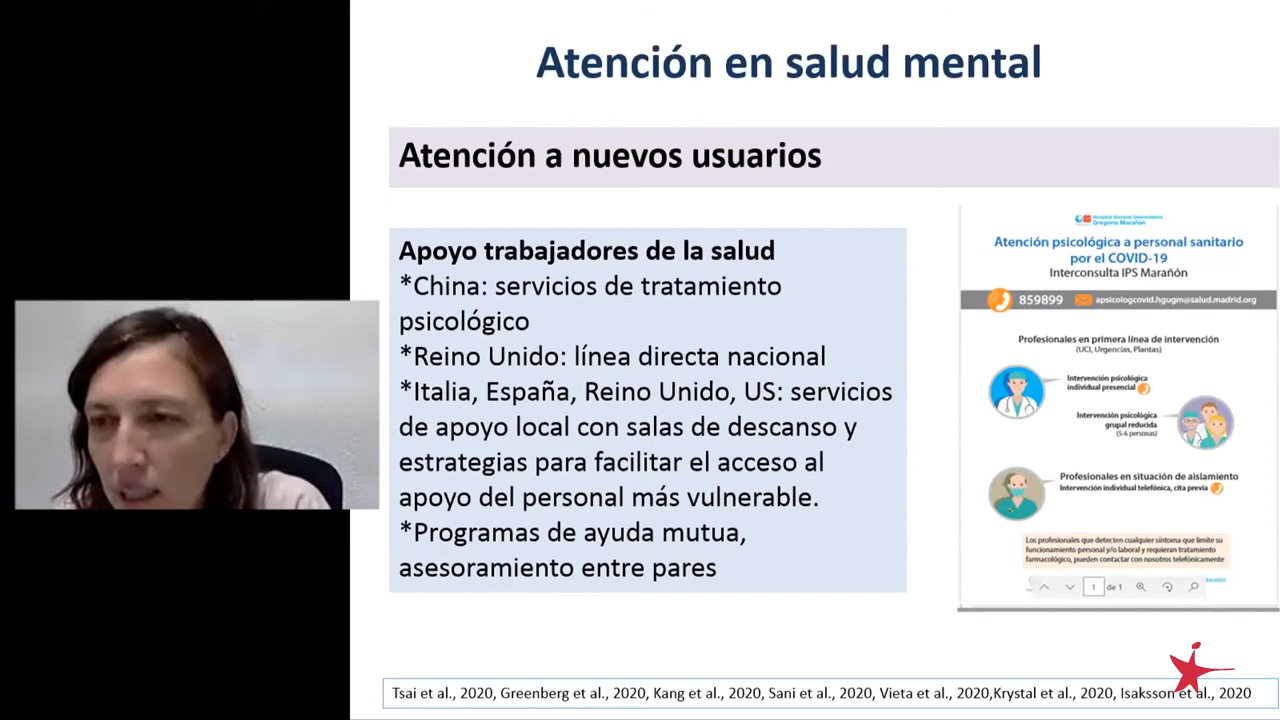 Atención en salud mental
Atención a nuevos usuarios
Apoyo trabajadores de la salud
*China: servicios de tratamiento
psicológico
*Reino Unido: línea directa nacional
*Italia, España, Reino Unido, US: servicios
de apoyo local con salas de descanso y
estrategias para facilitar el acceso al
apoyo del personal más vulnerable.
*Programas de ayuda mutua,
asesoramiento entre pares
Hospital General Universitario
Gregorio Marañón
Atención psicológica a personal sanitario
por el COVID-19
Interconsulta IPS Marañón
859899 apsicologcovid.hgugm@salud.madrid.org
Profesionales en primera línea de intervención
(UCI, Urgencias, Plantas)
Intervención psicológica
individual presencial
Intervención psicológica
grupal reducida
(5-6 personas)
Profesionales en situación de aislamiento
Intervención individual telefónica, cita previa
Los profesionales que detecten cualquier síntoma que limite su
funcionamiento personal y/o laboral y requieran tratamiento
farmacológico, pueden contactar con nosotros telefónicamente
1 de 1
Tsai et al., 2020, Greenberg et al., 2020, Kang et al., 2020, Sani et al., 2020, Vieta et al., 2020,Krystal et al., 2020, Isaksson et al., 2020